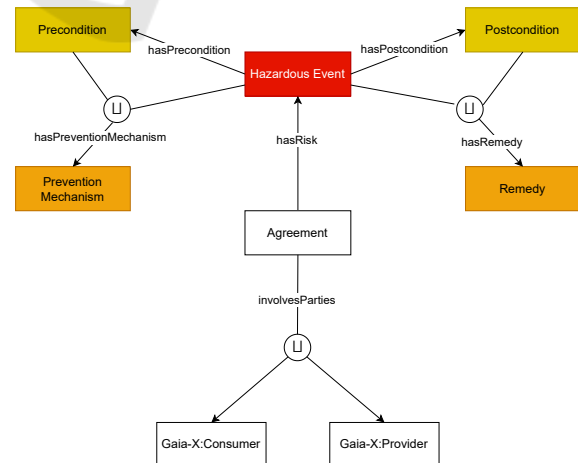 Precondition
hasPrecondition
hasPostcondition
Postcondition
Hazardous Event
⊔
⊔
hasPreventionMechanism
hasRisk
hasRemedy
Prevention
Mechanism
Remedy
Agreement
involvesParties
⊔
Gaia-X:Consumer
Gaia-X:Provider